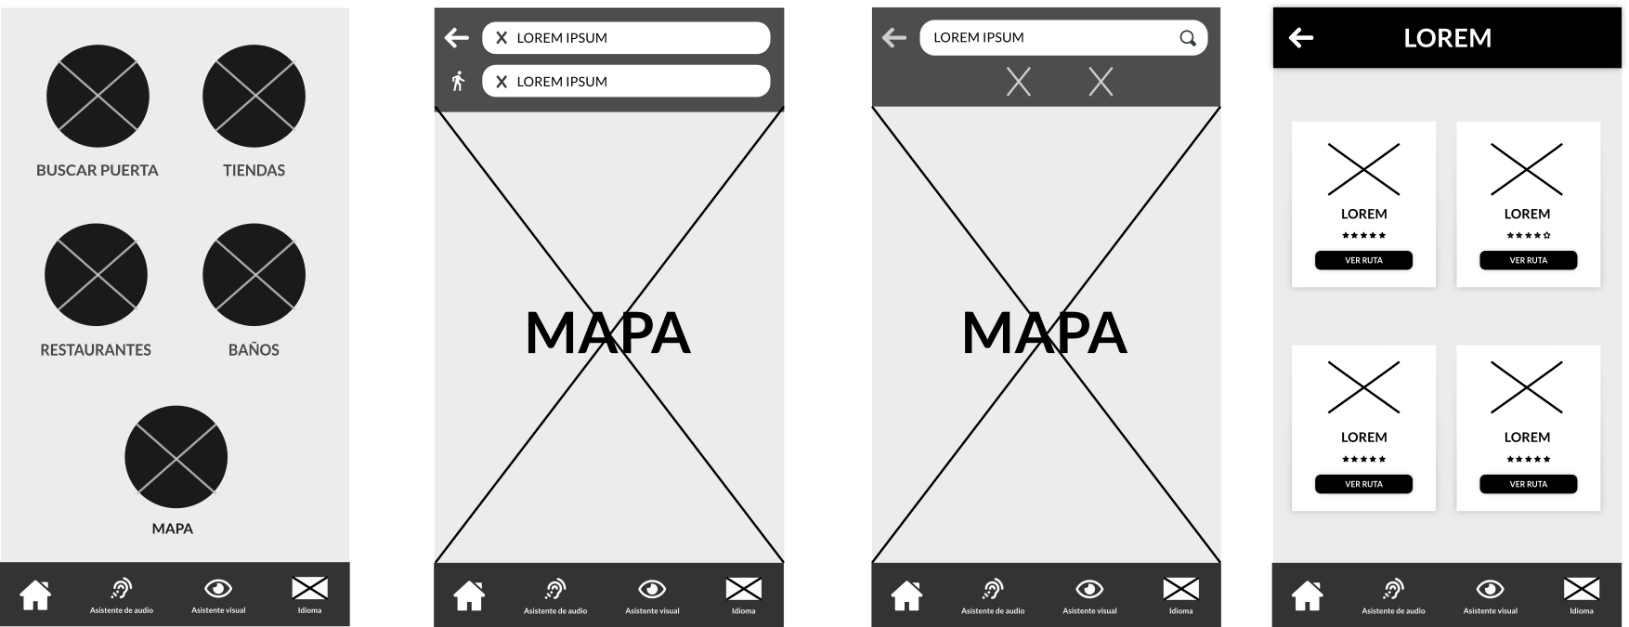 BUSCAR PUERTA
TIENDAS
RESTAURANTES
BAÑOS
MAPA
Asistente de audio
Asistente visual
Idioma
LOREM IPSUM
LOREM IPSUM
MAPA
Asistente de audio
Asistente visual
Idioma
LOREM IPSUM
MAPA
Asistente de audio
Asistente visual
Idioma
LOREM
LOREM
VER RUTA
LOREM
VER RUTA
LOREM
VER RUTA
LOREM
VER RUTA
Asistente de audio
Asistente visual
Idioma